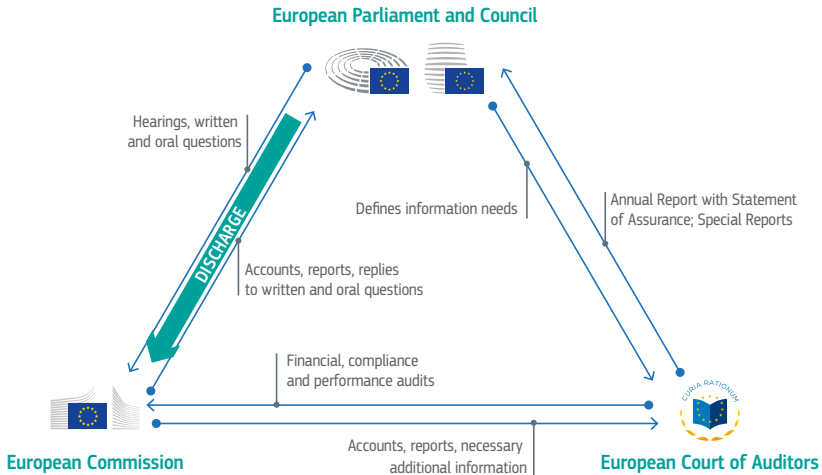 European Parliament and Council
Hearings, written
and oral questions
DISCHARGE
Defines information needs
Annual Report with Statement
of Assurance; Special Reports
Accounts, reports, replies
to written and oral questions
Financial, compliance
and performance audits
CURIA RATIONUM
Accounts, reports, necessary
additional information
European Commission
European Court of Auditors